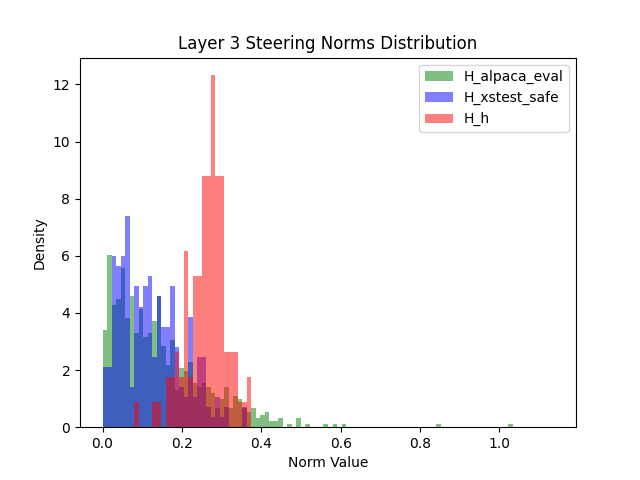 Layer 3 Steering Norms Distribution
H_alpaca_eval
H_xstest_safe
H_h
Density
12
10
8
6
4
2
0
0.0 0.2 0.4 0.6 0.8 1.0
Norm Value